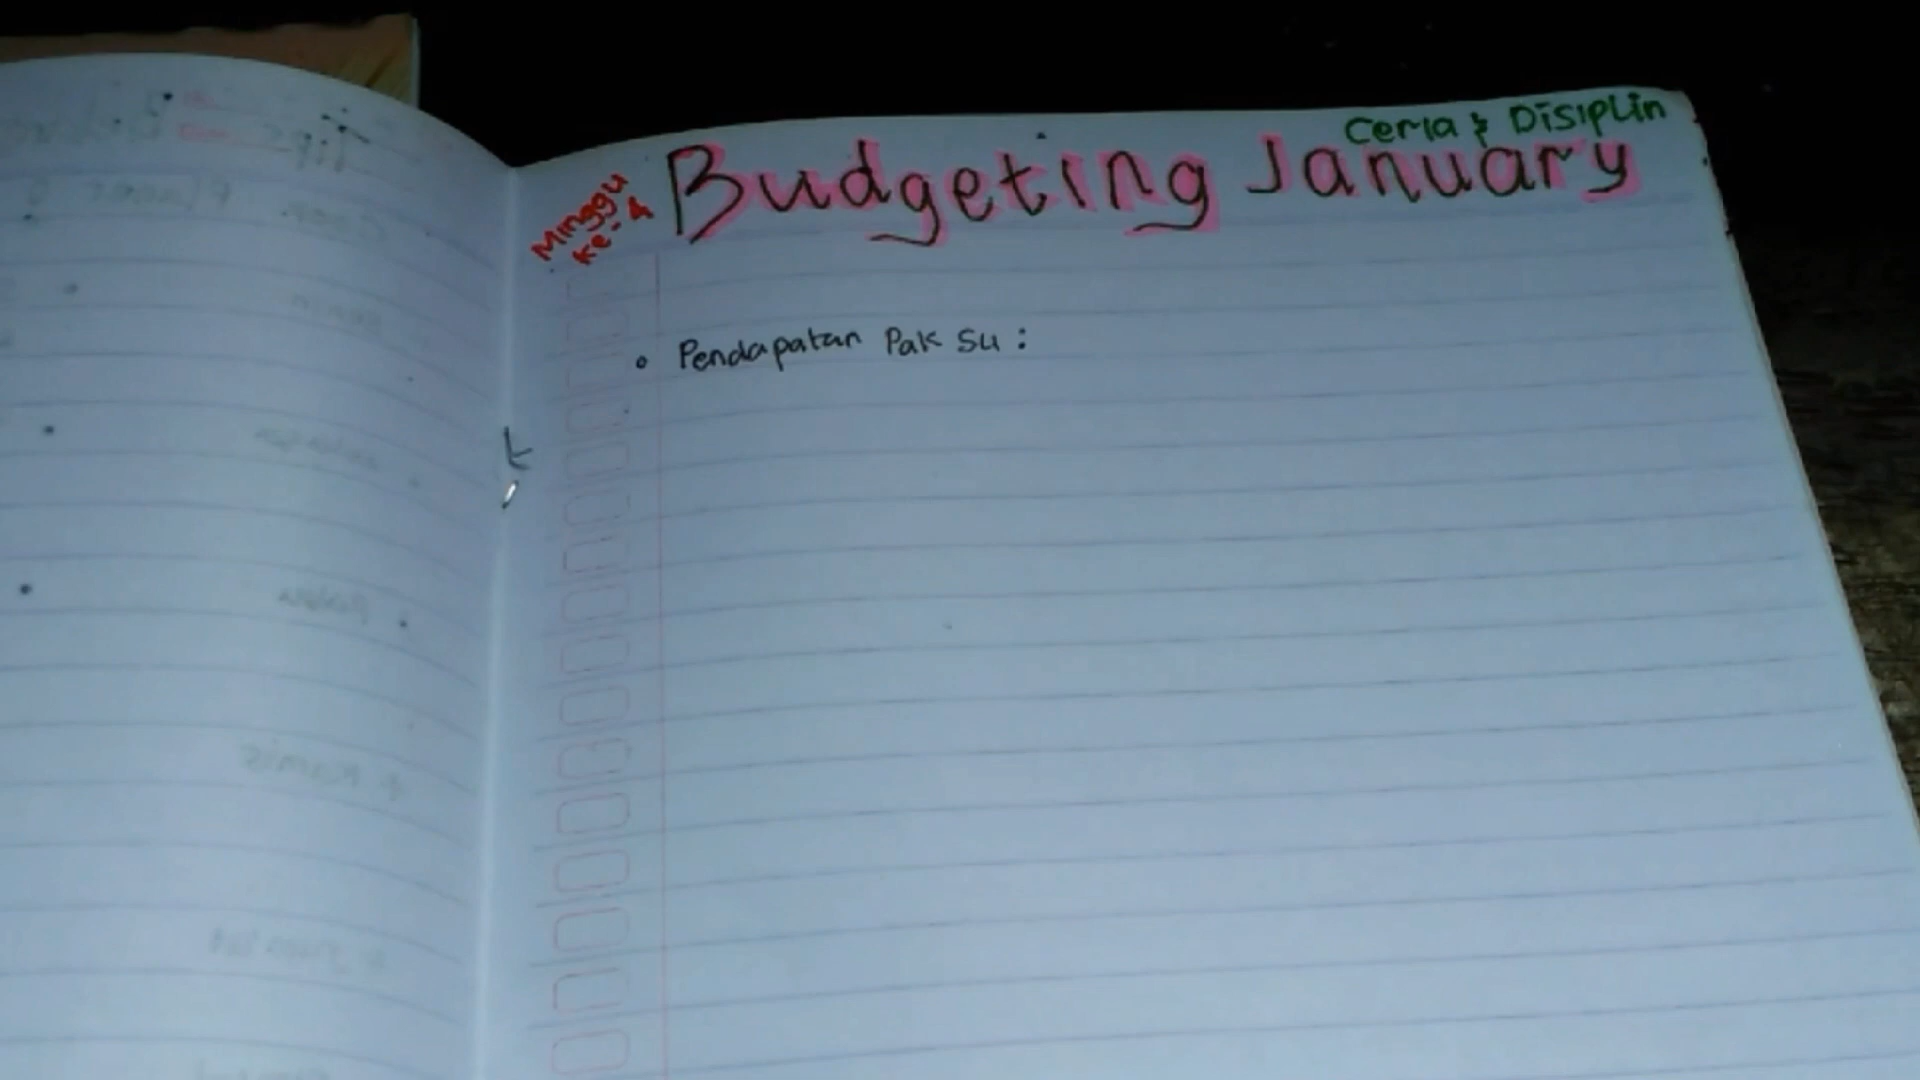 Ceria & Disiplin
Minggu
ke-4
Budgeting January
• Pendapatan Pak Su :